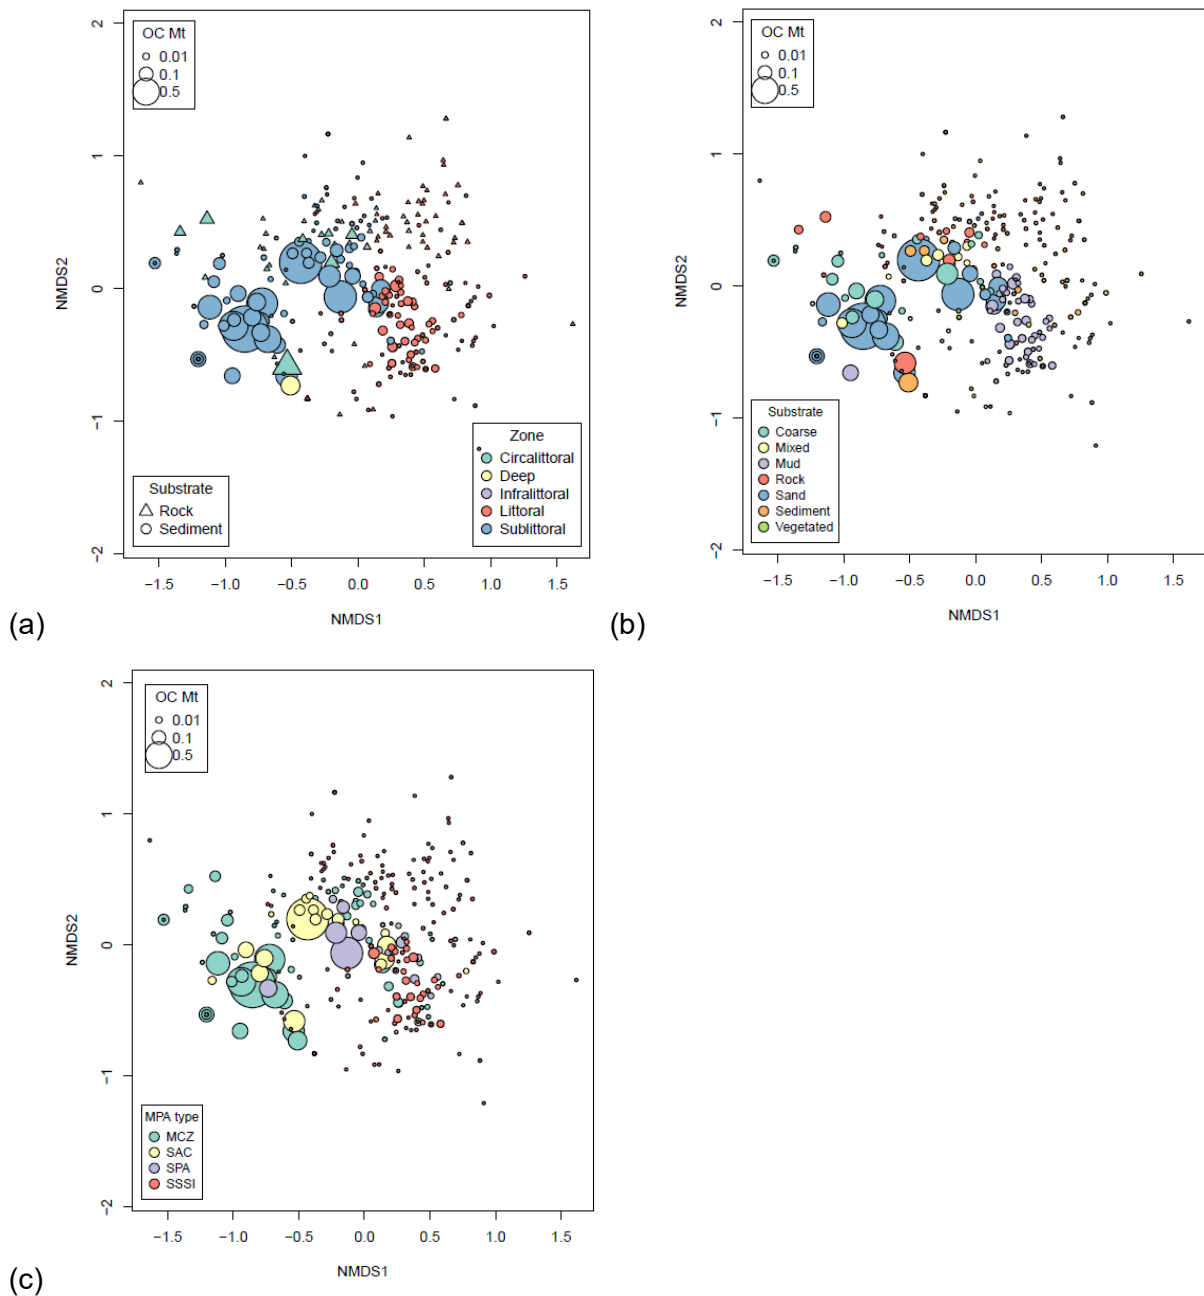 OC Mt
0.01
0.1
0.5
2
1
0
−1
−2
NMDS2
Substrate
Rock
Sediment
Zone
Circalittoral
Deep
Infralittoral
Littoral
Sublittoral
−1.5 −1.0 −0.5 0.0 0.5 1.0 1.5
NMDS1
(a)
OC Mt
0.01
0.1
0.5
2
1
0
−1
−2
NMDS2
Substrate
Coarse
Mixed
Mud
Rock
Sand
Sediment
Vegetated
−1.5 −1.0 −0.5 0.0 0.5 1.0 1.5
NMDS1
(b)
OC Mt
0.01
0.1
0.5
2
1
0
−1
−2
NMDS2
MPA type
MCZ
SAC
SPA
SSSI
−1.5 −1.0 −0.5 0.0 0.5 1.0 1.5
NMDS1
(c)